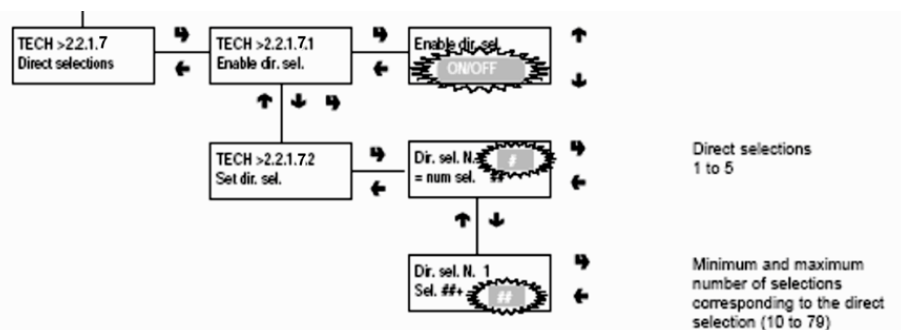 TECH >2.2.1.7
Direct selections
TECH >2.2.1.7.1
Enable dir. sel.
Enable dir. sel.
ON/OFF
TECH >2.2.1.7.2
Set dir. sel.
Dir. sel. N. #
= num sel. ##
Direct selections
1 to 5
Dir. sel. N. 1
Sel. ##+ ##
Minimum and maximum
number of selections
corresponding to the direct
selection (10 to 79)